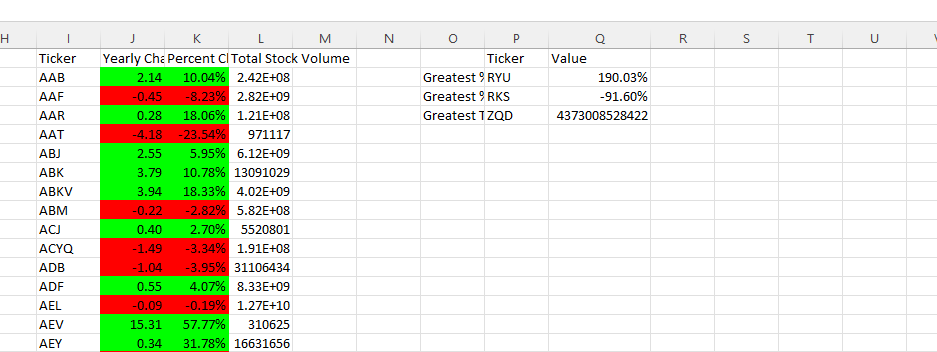 H I J K L M N O P Q R S T U
Ticker Yearly Cha Percent Cl Total Stock Volume Ticker Value
AAB 2.14 10.04% 2.42E+08 Greatest % RYU 190.03%
AAF -0.45 -8.23% 2.82E+09 Greatest % RKS -91.60%
AAR 0.28 18.06% 1.21E+08 Greatest T ZQD 4373008528422
AAT -4.18 -23.54% 971117
ABJ 2.55 5.95% 6.12E+09
ABK 3.79 10.78% 13091029
ABKV 3.94 18.33% 4.02E+09
ABM -0.22 -2.82% 5.82E+08
ACJ 0.40 2.70% 5520801
ACYQ -1.49 -3.34% 1.91E+08
ADB -1.04 -3.95% 31106434
ADF 0.55 4.07% 8.33E+09
AEL -0.09 -0.19% 1.27E+10
AEV 15.31 57.77% 310625
AEY 0.34 31.78% 16631656